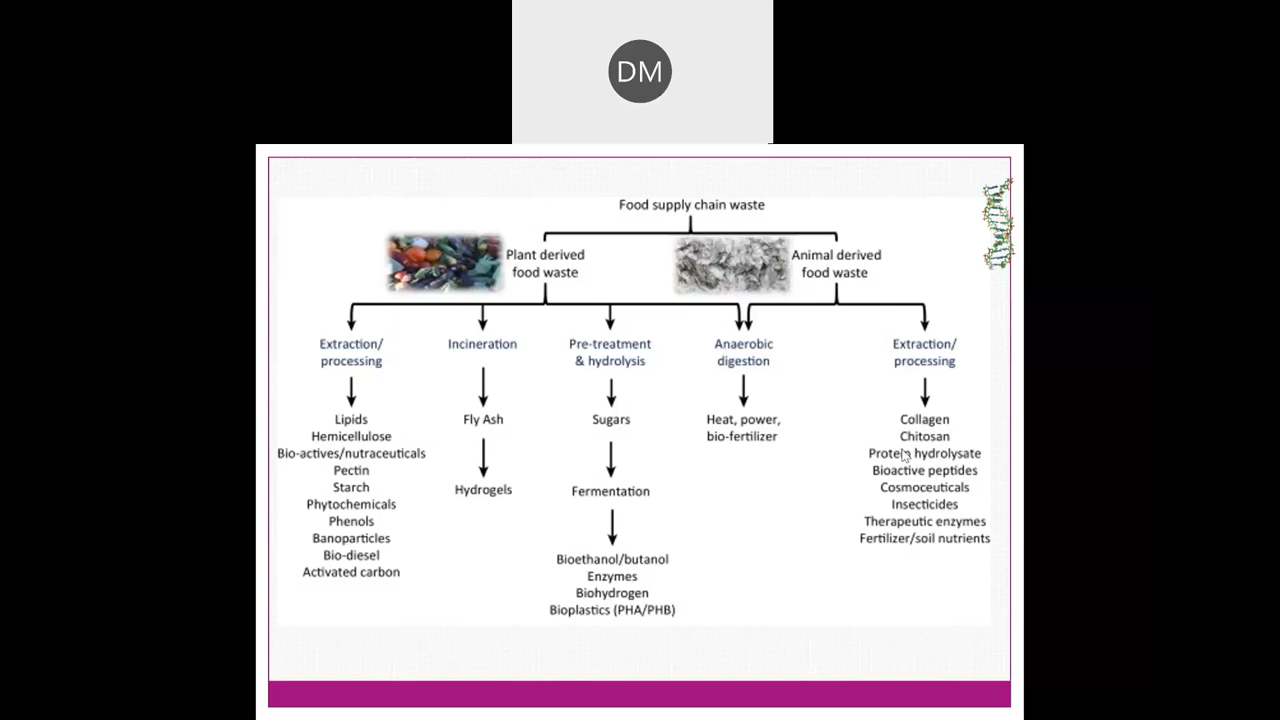 DM
Food supply chain waste
Plant derived
food waste
Animal derived
food waste
Extraction/
processing
Incineration
Pre-treatment
& hydrolysis
Anaerobic
digestion
Extraction/
processing
Lipids
Hemicellulose
Bio-actives/nutraceuticals
Pectin
Starch
Phytochemicals
Phenols
Banoparticles
Bio-diesel
Activated carbon
Fly Ash
Hydrogels
Sugars
Fermentation
Bioethanol/butanol
Enzymes
Biohydrogen
Bioplastics (PHA/PHB)
Heat, power,
bio-fertilizer
Collagen
Chitosan
Protein hydrolysate
Bioactive peptides
Cosmoceuticals
Insecticides
Therapeutic enzymes
Fertilizer/soil nutrients